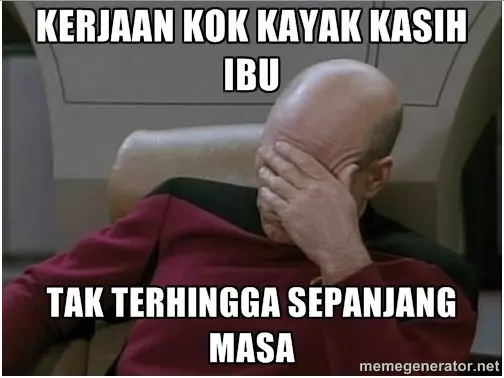 KERJAAN KOK KAYAK KASIH
IBU
TAK TERHINGGA SEPANJANG
MASA
memegenerator.net